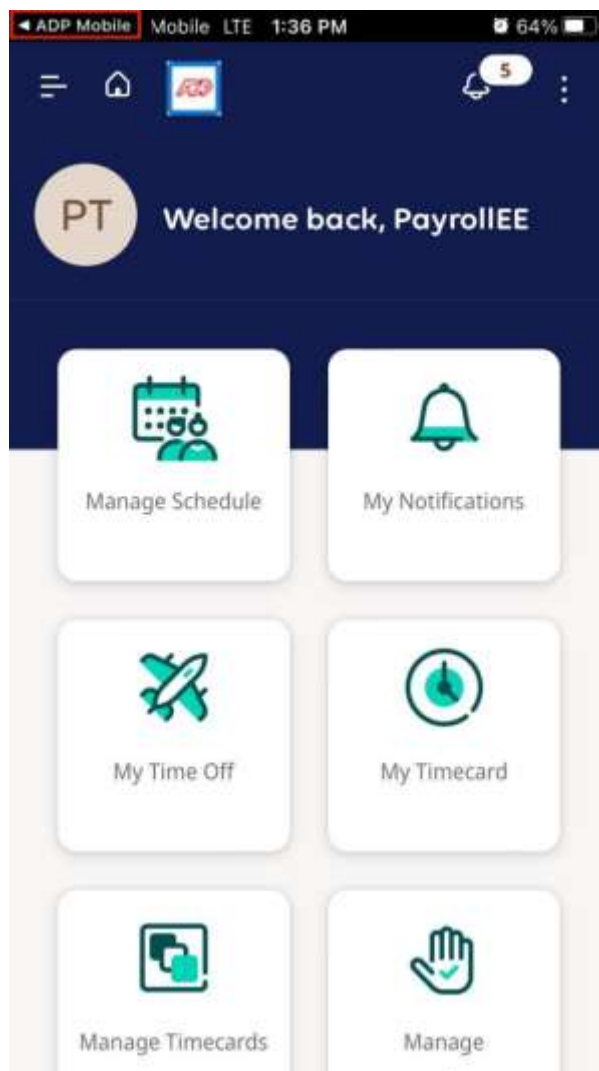 ◄ ADP Mobile Mobile LTE 1:36 PM 64%
ADP 5
PT Welcome back, PayrollEE
Manage Schedule My Notifications
My Time Off My Timecard
Manage Timecards Manage